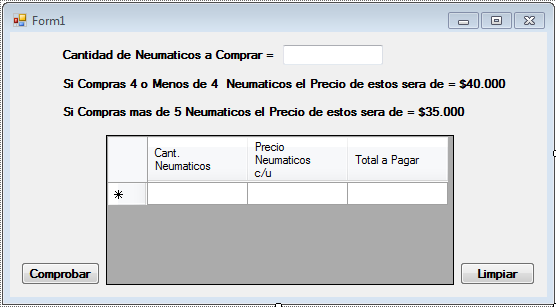 Form1
Cantidad de Neumaticos a Comprar =
Si Compras 4 o Menos de 4 Neumaticos el Precio de estos sera de = $40.000
Si Compras mas de 5 Neumaticos el Precio de estos sera de = $35.000
Cant.
Neumaticos
Precio
Neumaticos
c/u
Total a Pagar
Comprobar
Limpiar